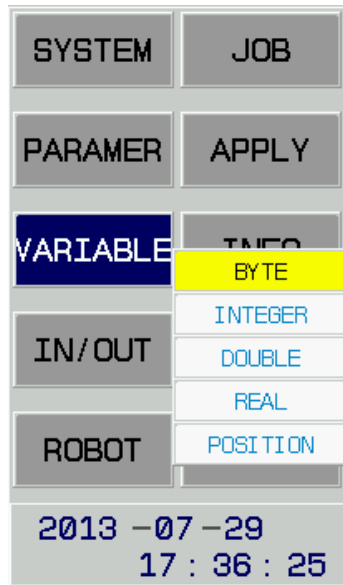 SYSTEM JOB
PARAMER APPLY
VARIABLE INFO
BYTE
INTEGER
IN/OUT DOUBLE
REAL
ROBOT POSITION
2013 -07-29
17 : 36 : 25